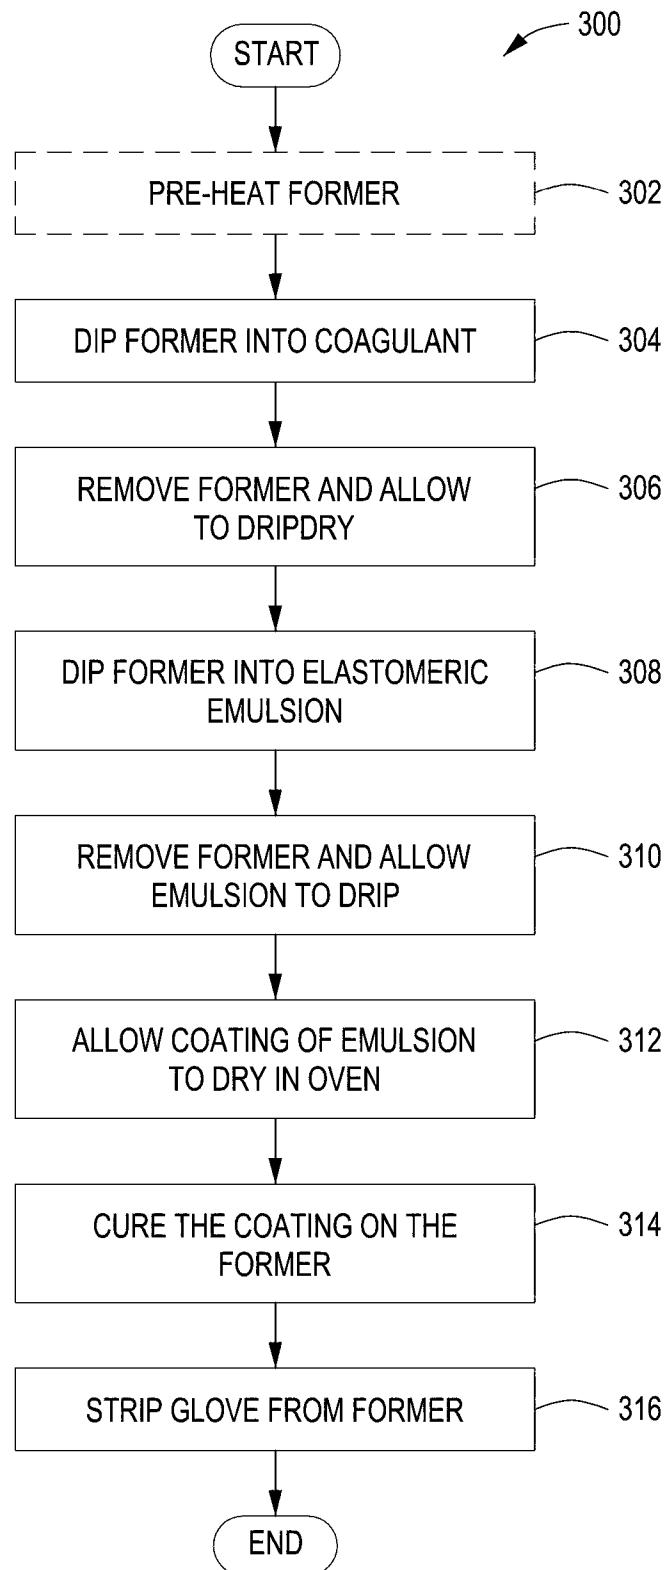 300
START
PRE-HEAT FORMER
302
DIP FORMER INTO COAGULANT
304
REMOVE FORMER AND ALLOW
TO DRIPDRY
306
DIP FORMER INTO ELASTOMERIC
EMULSION
308
REMOVE FORMER AND ALLOW
EMULSION TO DRIP
310
ALLOW COATING OF EMULSION
TO DRY IN OVEN
312
CURE THE COATING ON THE
FORMER
314
STRIP GLOVE FROM FORMER
316
END